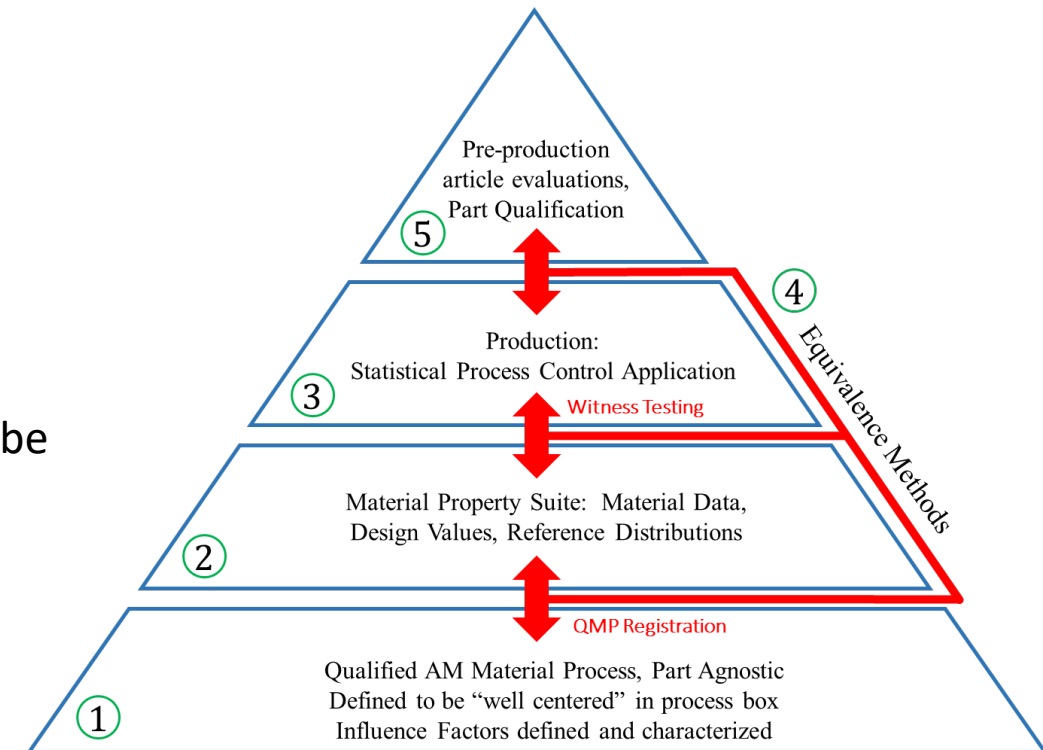 Pre-production
article evaluations,
Part Qualification
5
4
Equivalence Methods
Production:
Statistical Process Control Application
3
Witness Testing
be
Material Property Suite:  Material Data,
Design Values, Reference Distributions
2
QMP Registration
Qualified AM Material Process, Part Agnostic
Defined to be “well centered” in process box
Influence Factors defined and characterized
1